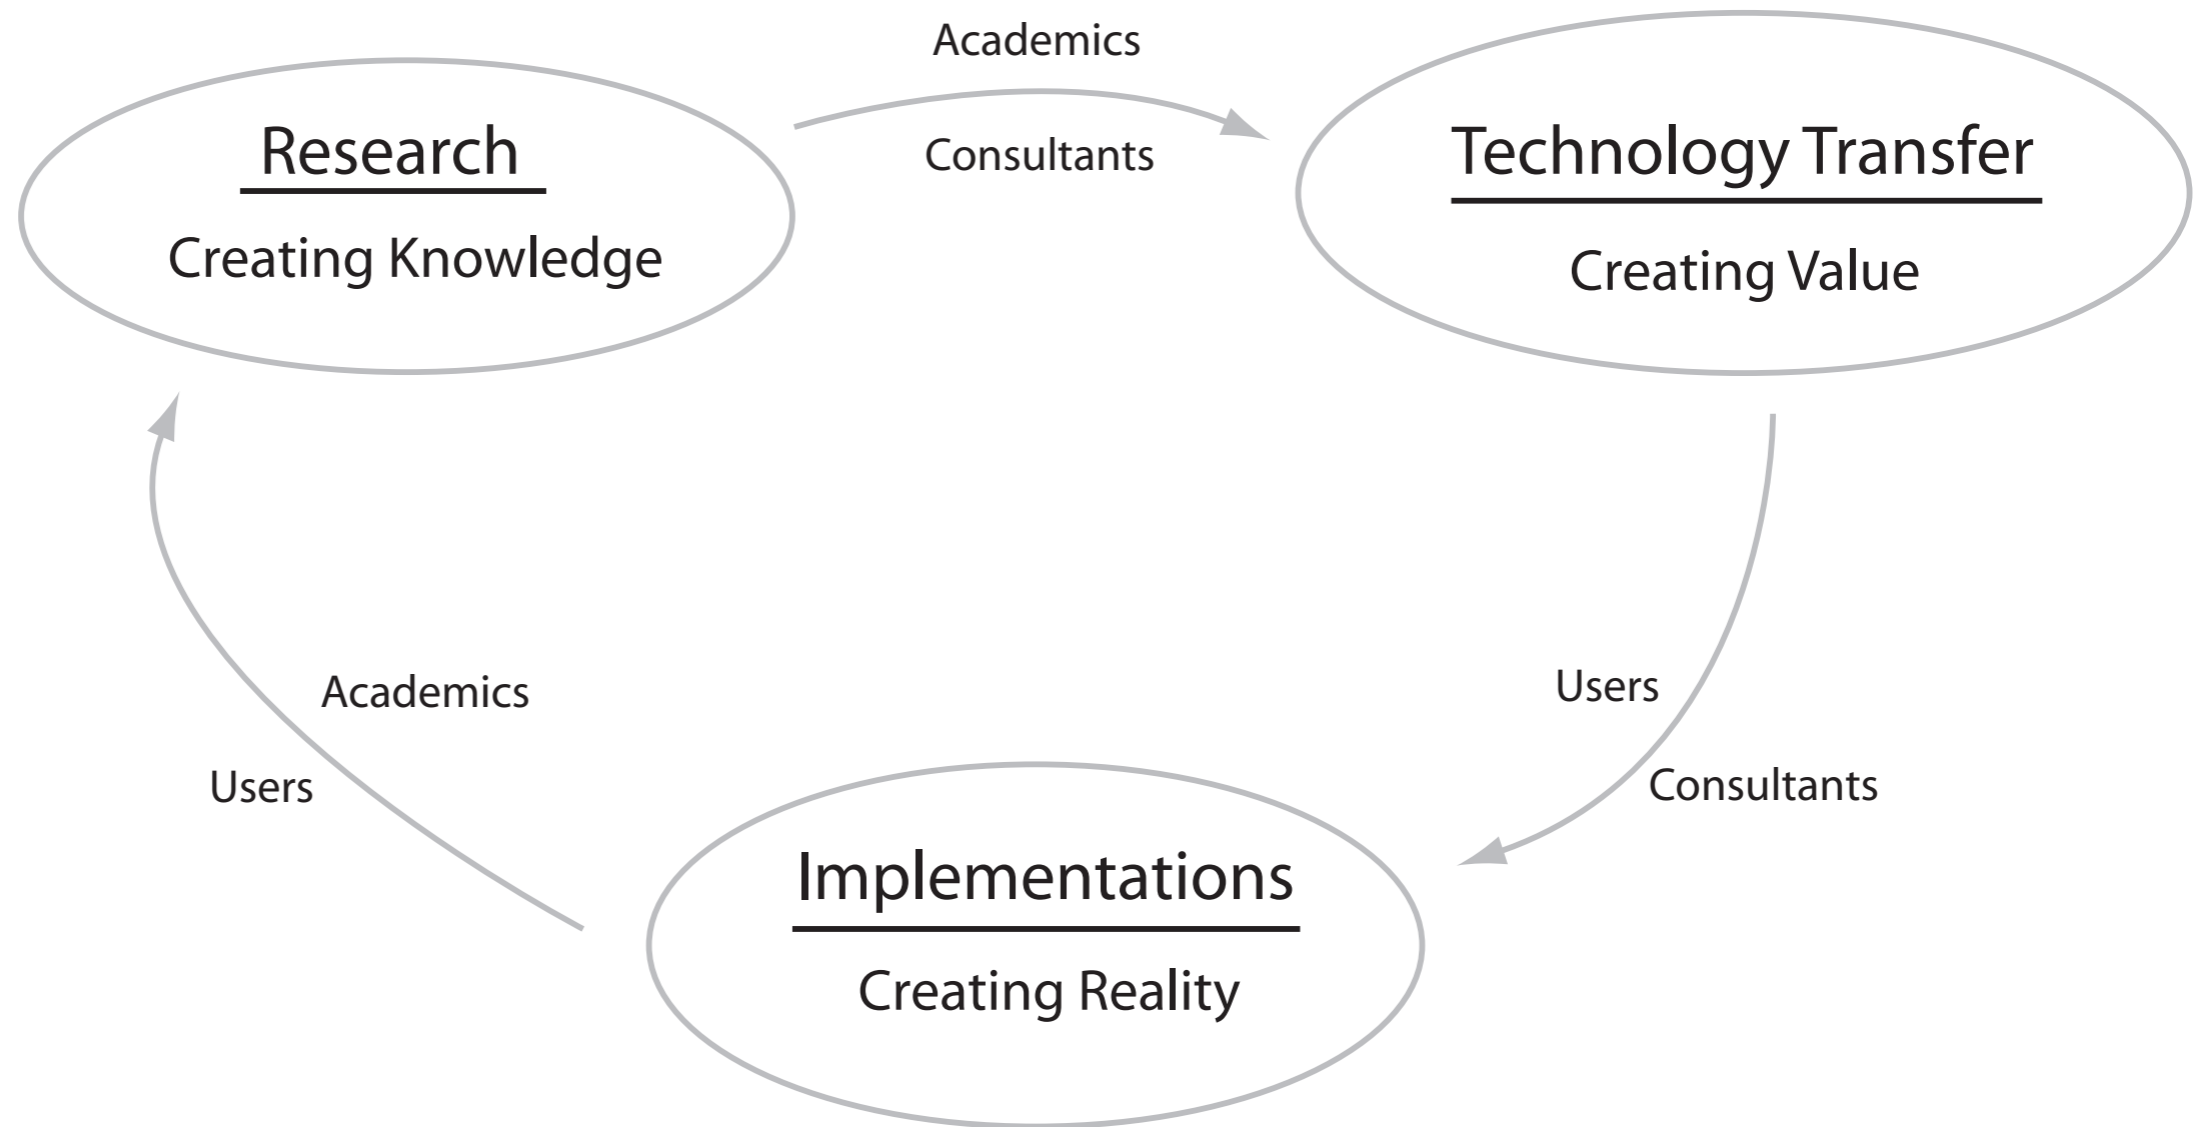 Academics
Consultants
Research
Creating Knowledge
Technology Transfer
Creating Value
Academics
Users
Users
Consultants
Implementations
Creating Reality